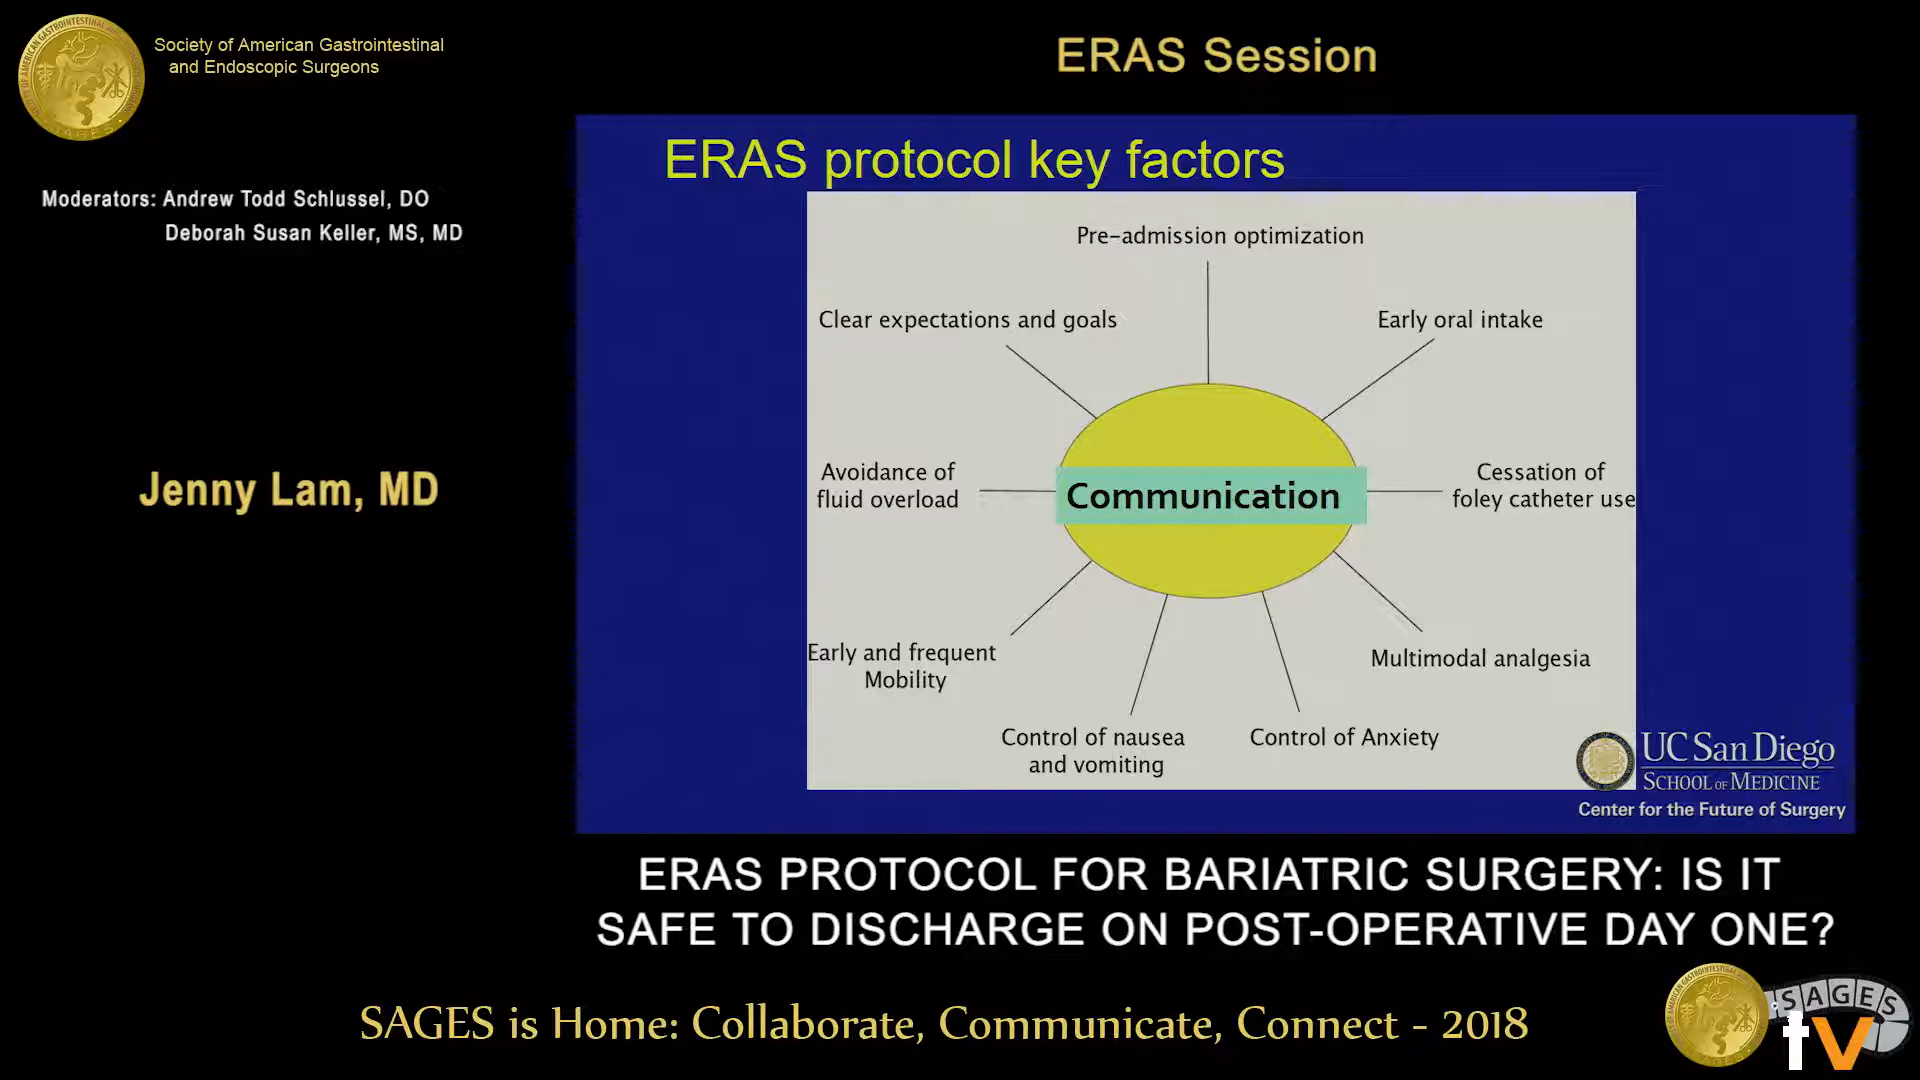 Society of American Gastrointestinal
and Endoscopic Surgeons
ERAS Session
Moderators: Andrew Todd Schlussel, DO
Deborah Susan Keller, MS, MD
Jenny Lam, MD
ERAS protocol key factors
Pre-admission optimization
Clear expectations and goals
Early oral intake
Avoidance of
fluid overload
Communication
Cessation of
foley catheter use
Early and frequent
Mobility
Multimodal analgesia
Control of nausea
and vomiting
Control of Anxiety
UC San Diego
SCHOOL OF MEDICINE
Center for the Future of Surgery
ERAS PROTOCOL FOR BARIATRIC SURGERY: IS IT
SAFE TO DISCHARGE ON POST-OPERATIVE DAY ONE?
SAGES is Home: Collaborate, Communicate, Connect - 2018
SAGES
tv